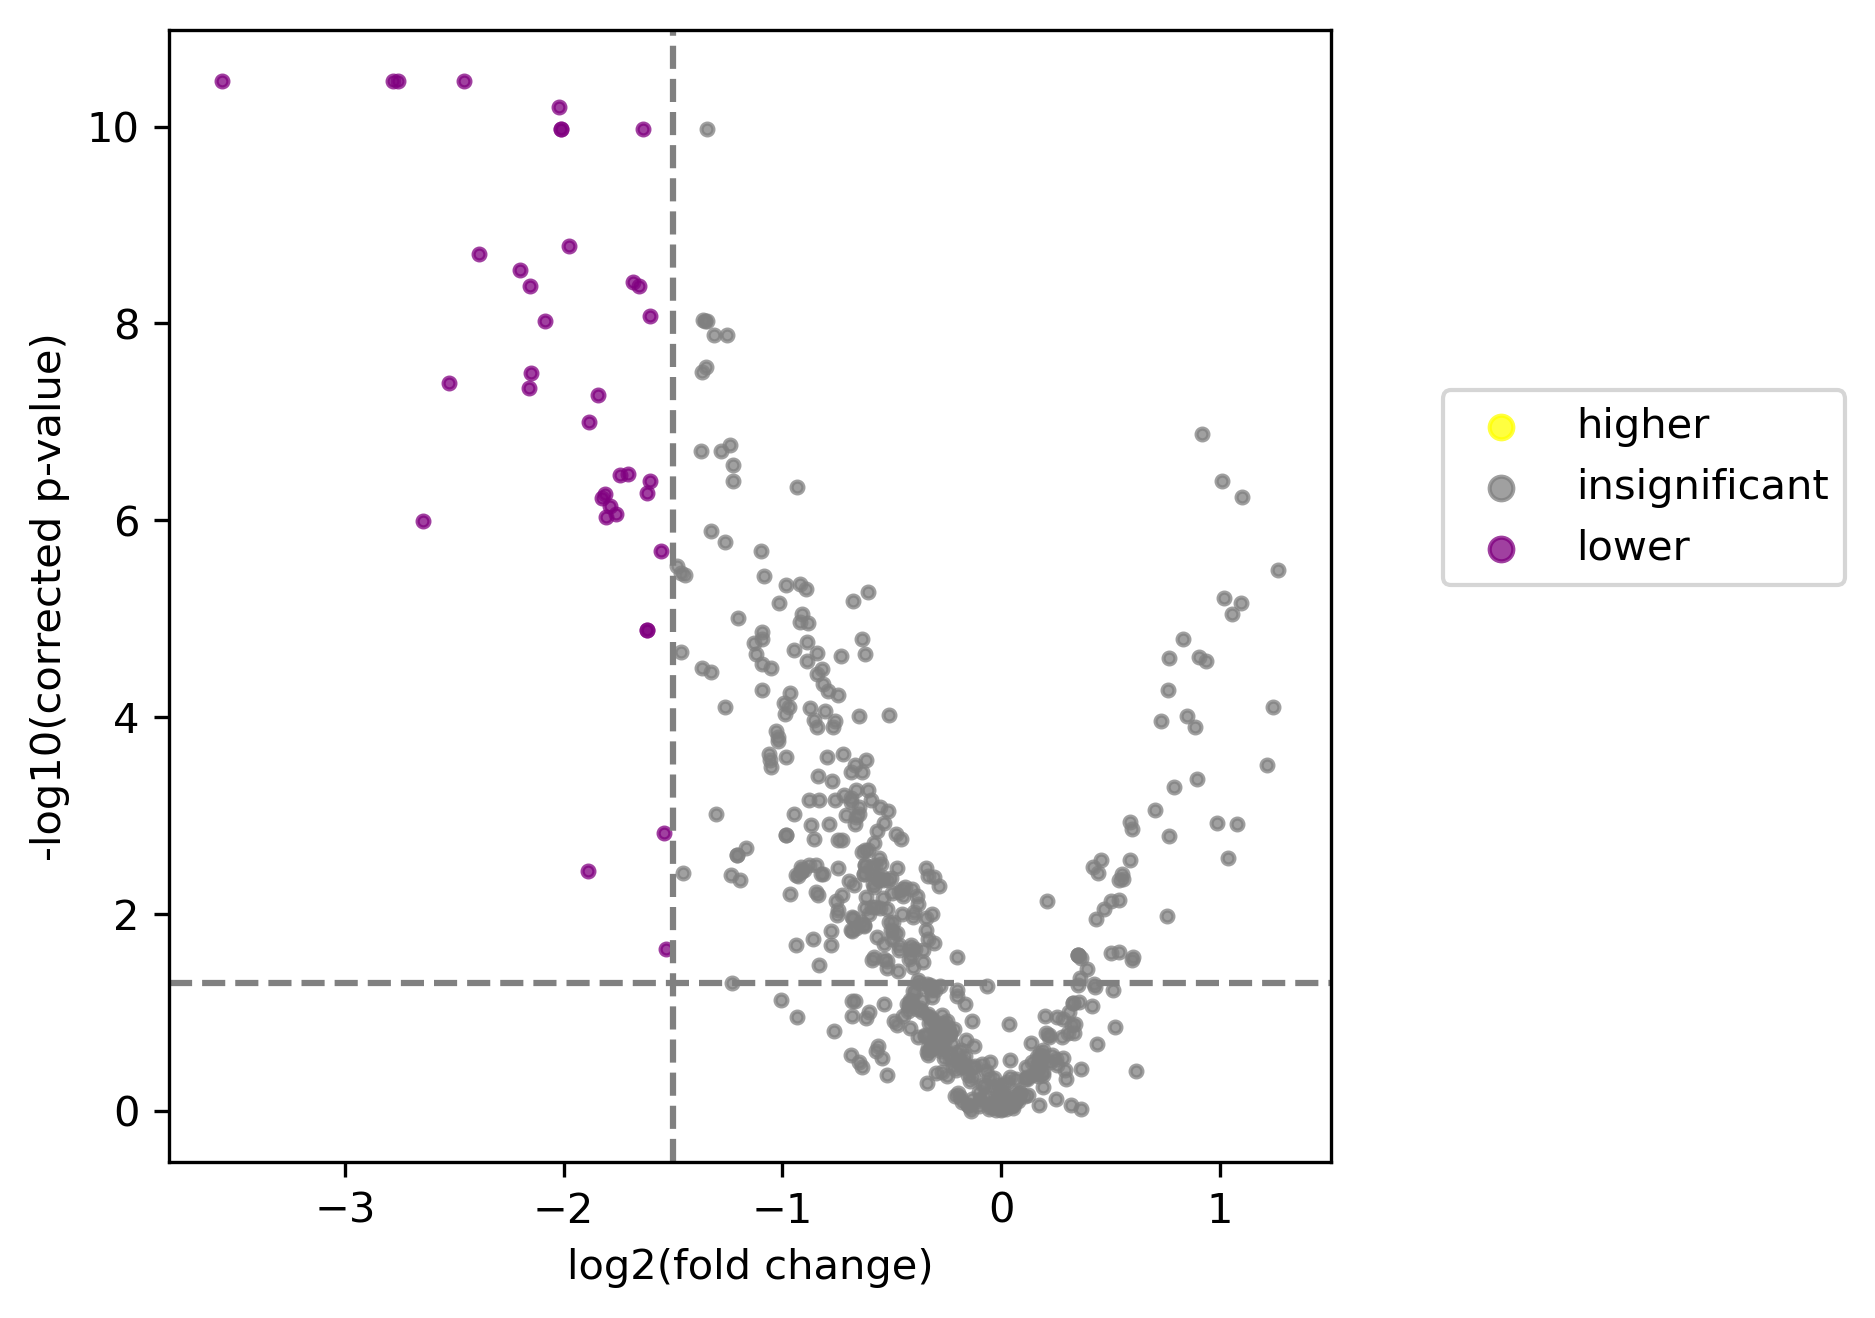 10
8
6
4
2
0
-log10(corrected p-value)
−3
−2
−1
0
1
log2(fold change)
higher
insignificant
lower